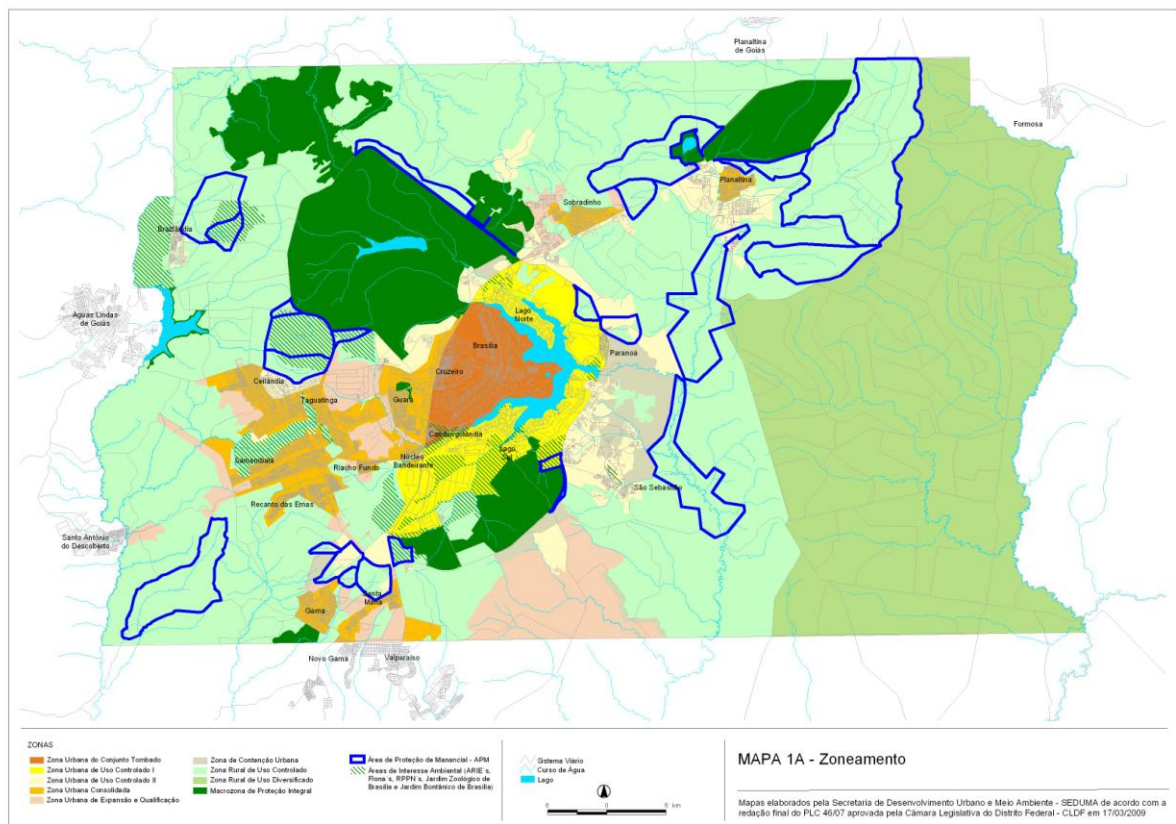 Planaltina
de Goiás
Formosa
Planaltina
Sobradinho
Brazlândia
Águas Lindas
de Goiás
Lago
Norte
Brasília
Paranoá
Cruzeiro
Ceilândia
Taguatinga
Guará
Candangolândia
Lago
Sul
Núcleo
Bandeirante
Samambaia
Riacho Fundo
São Sebastião
Recanto das Emas
Santo Antônio
do Descoberto
Santa
Maria
Gama
Novo Gama
Valparaíso
ZONAS
Zona Urbana do Conjunto Tombado
Zona Urbana de Uso Controlado I
Zona Urbana de Uso Controlado II
Zona Urbana Consolidada
Zona Urbana de Expansão e Qualificação
Zona de Contenção Urbana
Zona Rural de Uso Controlado
Zona Rural de Uso Diversificado
Macrozona de Proteção Integral
Área de Proteção de Manancial - APM
Áreas de Interesse Ambiental (ARIE´s,
Flona´s, RPPN´s, Jardim Zoológico de
Brasília e Jardim Bontânico de Brasília)
Sistema Viário
Curso de Água
Lago
6 0 6 km
MAPA 1A - Zoneamento
Mapas elaborados pela Secretaria de Desenvolvimento Urbano e Meio Ambiente - SEDUMA de acordo com a
redação final do PLC 46/07 aprovada pela Câmara Legislativa do Distrito Federal - CLDF em 17/03/2009